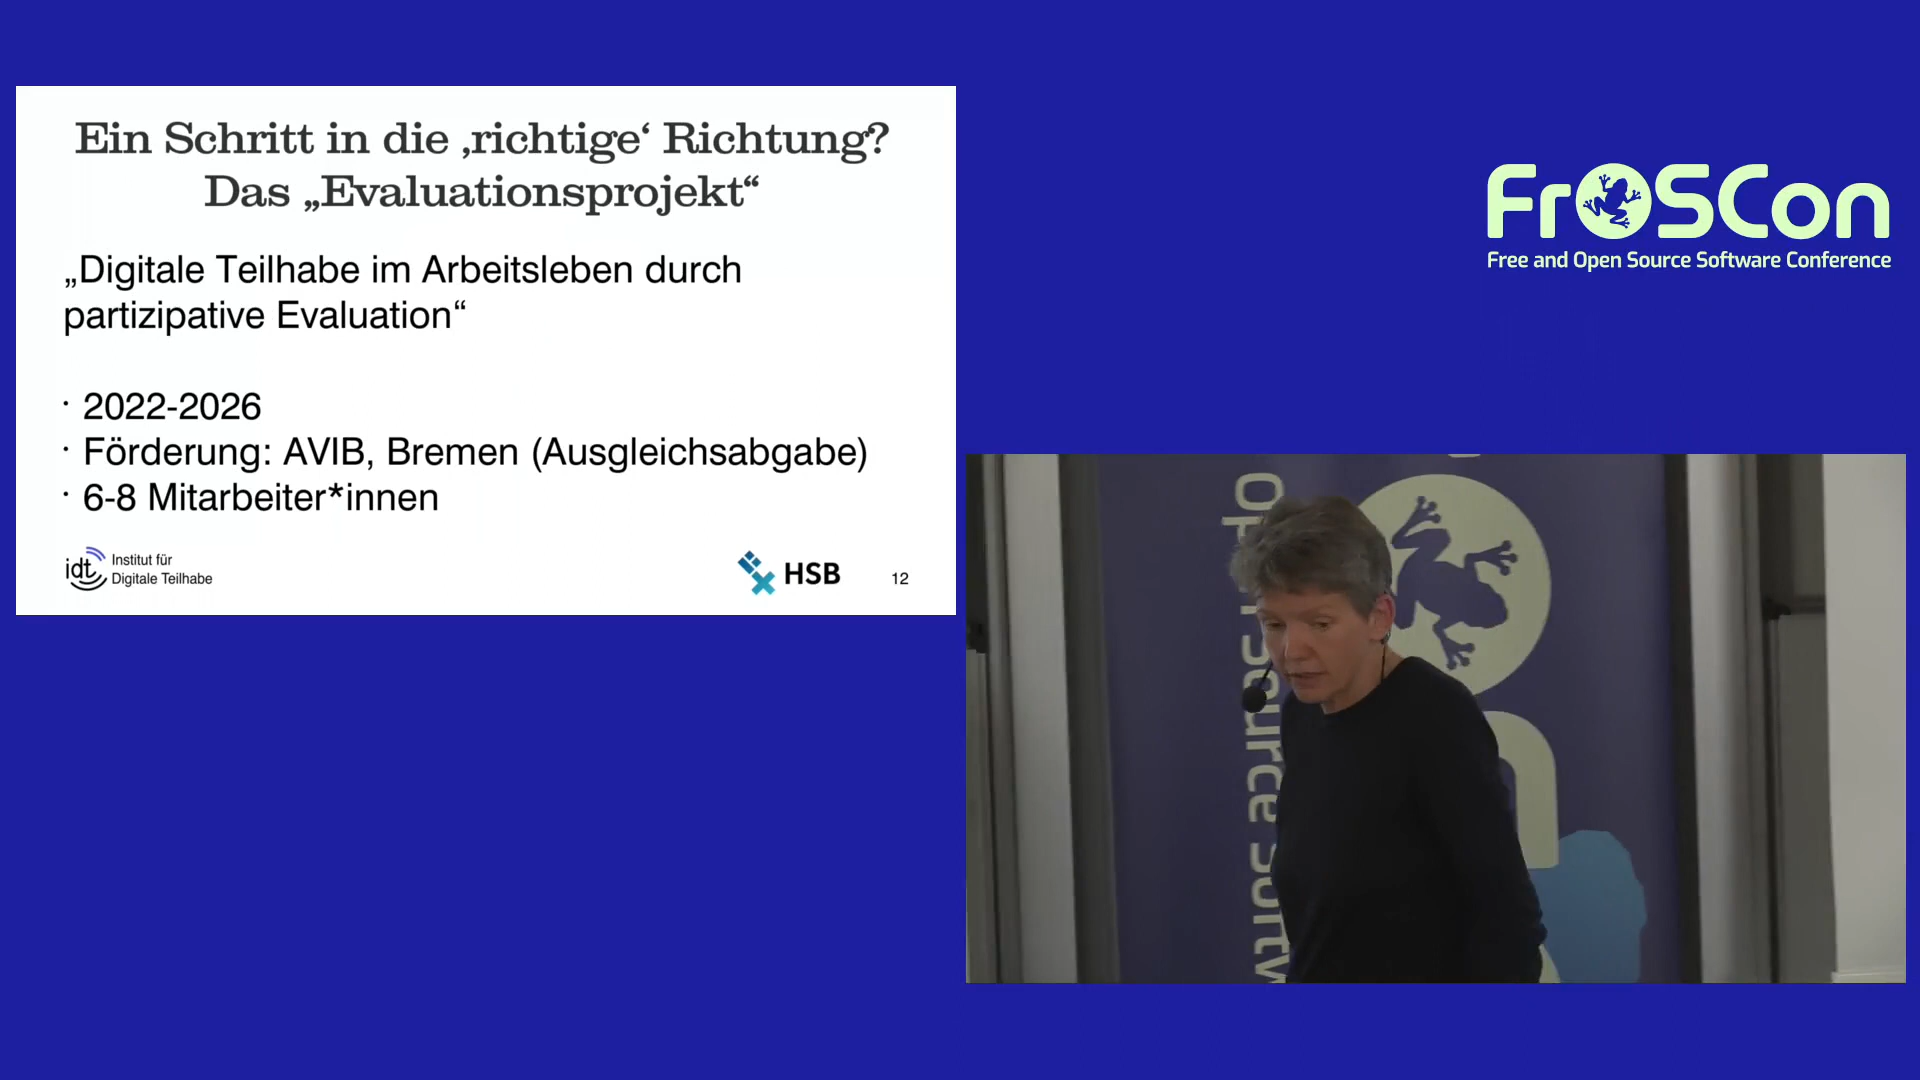 Ein Schritt in die ‚richtige‘ Richtung?
Das „Evaluationsprojekt“
„Digitale Teilhabe im Arbeitsleben durch
partizipative Evaluation“
· 2022-2026
· Förderung: AVIB, Bremen (Ausgleichsabgabe)
· 6-8 Mitarbeiter*innen
idt Institut für
Digitale Teilhabe
HSB
12
FrOSCon
Free and Open Source Software Conference